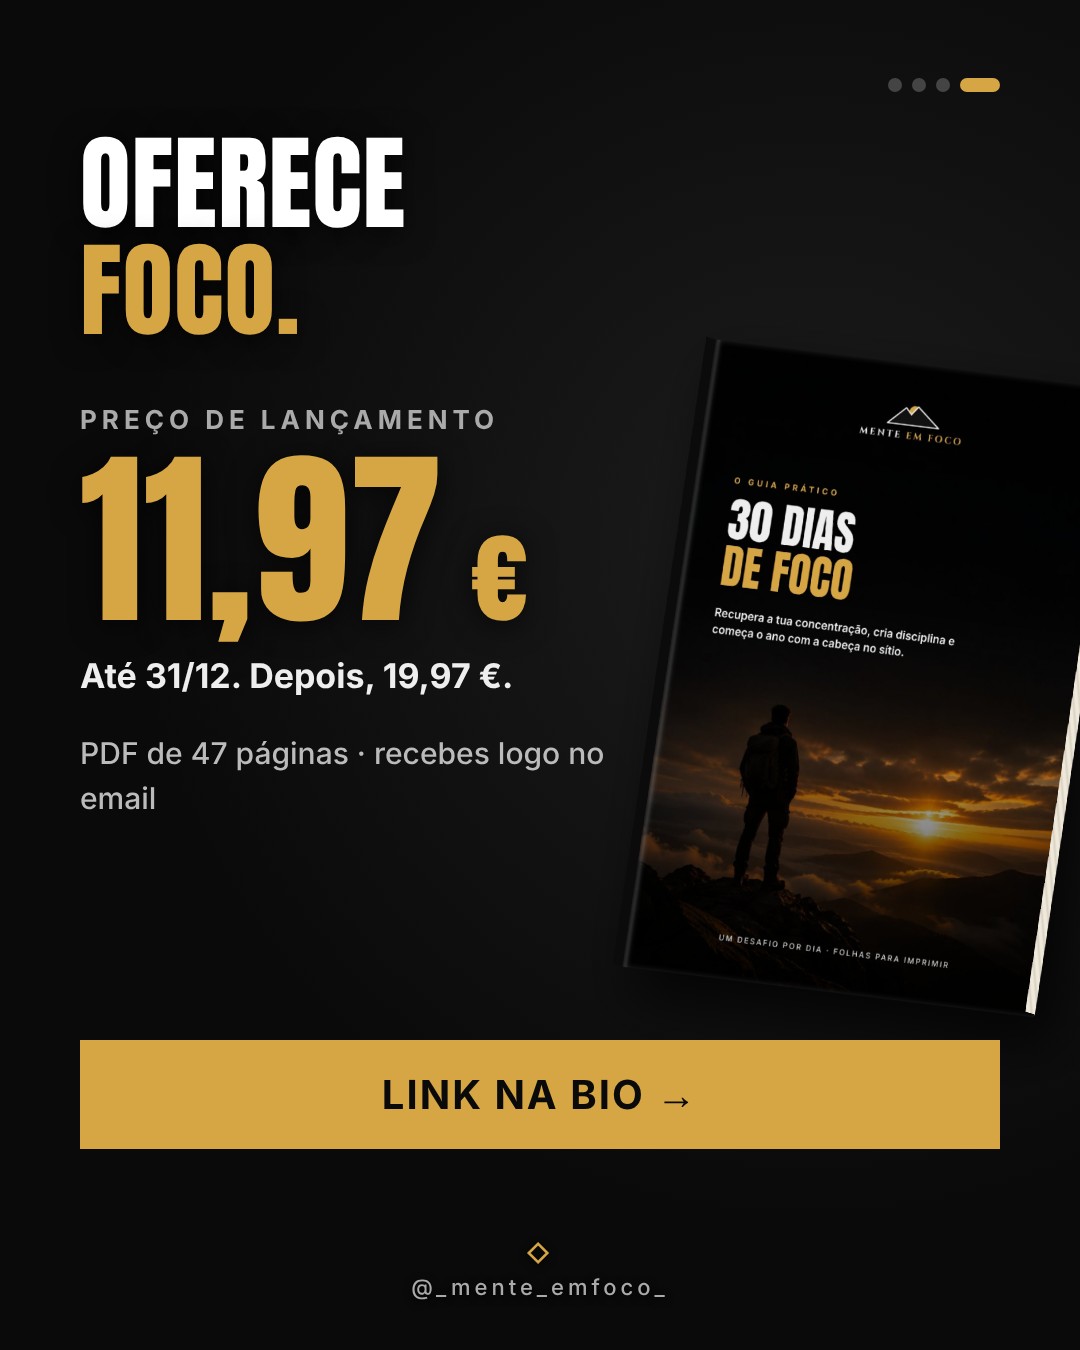 OFERECE
FOCO.
PREÇO DE LANÇAMENTO
11,97 €
Até 31/12. Depois, 19,97 €.
PDF de 47 páginas · recebes logo no
email
MENTE EM FOCO
O GUIA PRÁTICO
30 DIAS
DE FOCO
Recupera a tua concentração, cria disciplina e
começa o ano com a cabeça no sítio.
UM DESAFIO POR DIA · FOLHAS PARA IMPRIMIR
LINK NA BIO →
@_mente_emfoco_